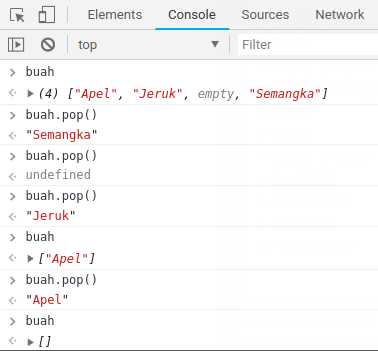 Elements Console Sources Network
top Filter
buah
(4) ["Apel", "Jeruk", empty, "Semangka"]
buah.pop()
"Semangka"
buah.pop()
undefined
buah.pop()
"Jeruk"
buah
["Apel"]
buah.pop()
"Apel"
buah
[]